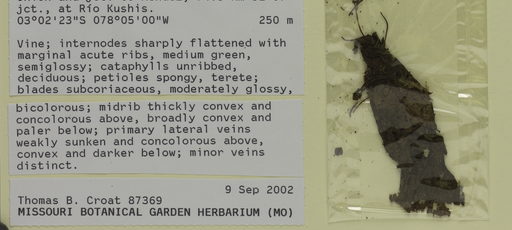 jct., at Río Kushis.
03°02'23"S 078°05'00"W 250 m
Vine; internodes sharply flattened with
marginal acute ribs, medium green,
semiglossy; cataphylls unribbed,
deciduous; petioles spongy, terete;
blades subcoriaceous, moderately glossy,
bicolorous; midrib thickly convex and
concolorous above, broadly convex and
paler below; primary lateral veins
weakly sunken and concolorous above,
convex and darker below; minor veins
distinct.
9 Sep 2002
Thomas B. Croat 87369
MISSOURI BOTANICAL GARDEN HERBARIUM (MO)